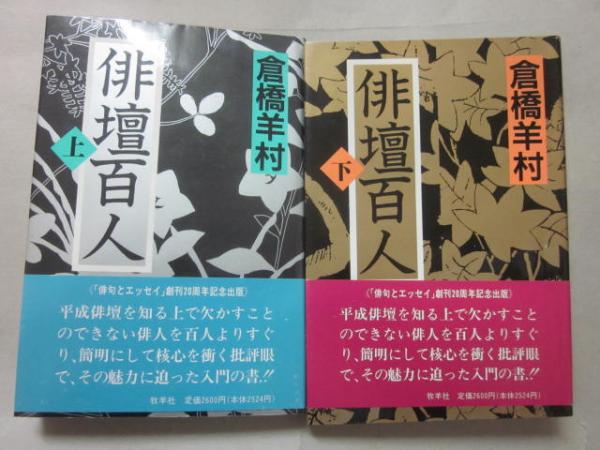 倉橋羊村
俳壇百人
上
〈「俳句とエッセイ」創刊20周年記念出版〉
平成俳壇を知る上で欠かすこと
のできない俳人を百人よりすぐ
り、簡明にして核心を衝く批評眼
で、その魅力に迫った入門の書!!
牧羊社 定価2600円(本体2524円)
倉橋羊村
俳壇百人
下
〈「俳句とエッセイ」創刊20周年記念出版〉
平成俳壇を知る上で欠かすこと
のできない俳人を百人よりすぐ
り、簡明にして核心を衝く批評眼
で、その魅力に迫った入門の書!!
牧羊社 定価2600円(本体2524円)